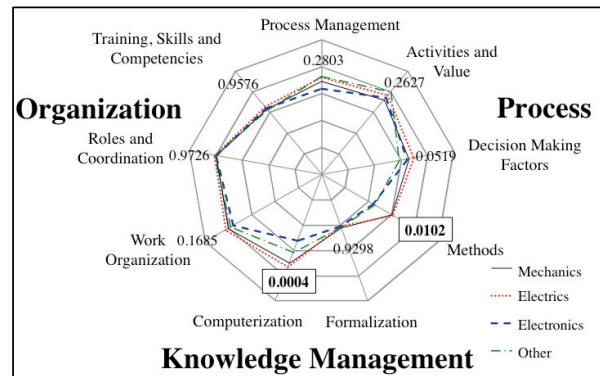 Process Management
Training, Skills and
Competencies
0.2803
Activities and
Value
0.9576
0.2627
Organization
Process
Roles and
Coordination
0.9726
0.0519
Decision Making
Factors
0.0102
Work
Organization
0.1685
0.9298
Methods
0.0004
Computerization
Formalization
Mechanics
Electrics
Electronics
Other
Knowledge Management